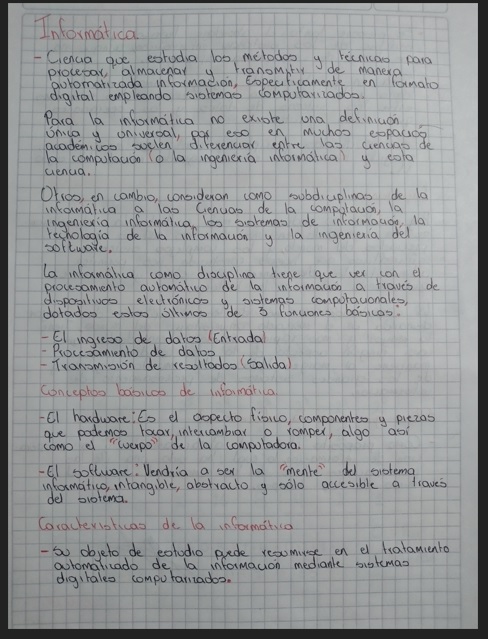 Informática
- Ciencia que estudia los métodos y técnicas para
procesar, almacenar y transmitir de manera
automatizada información, específicamente en formato
digital empleando sistemas computarizados.
Para la informática no existe una definición
única y universal, por eso en muchos espacios
académicos suelen diferenciar entre las ciencias de
la computación (o la ingeniería informática) y esta
ciencia.
Otros, en cambio, consideran como subdisciplinas de la
informática a las Ciencias de la computación, la
ingeniería informática, los sistemas de información, la
tecnología de la información y la ingeniería del
software.
La informática como disciplina tiene que ver con el
procesamiento automático de la información a través de
dispositivos electrónicos y sistemas computacionales,
dotados estos últimos de 3 funciones básicas:
- El ingreso de datos (Entrada)
- Procesamiento de datos
- Transmisión de resultados (Salida)
Conceptos básicos de informática
- El hardware: Es el aspecto físico, componentes y piezas
que podemos tocar, intercambiar o romper, algo así
como el "cuerpo" de la computadora.
- El software: Vendría a ser la "mente" del sistema
informático, intangible, abstracto y sólo accesible a través
del sistema.
Características de la informática
- Su objeto de estudio puede resumirse en el tratamiento
automatizado de la información mediante sistemas
digitales computarizados.